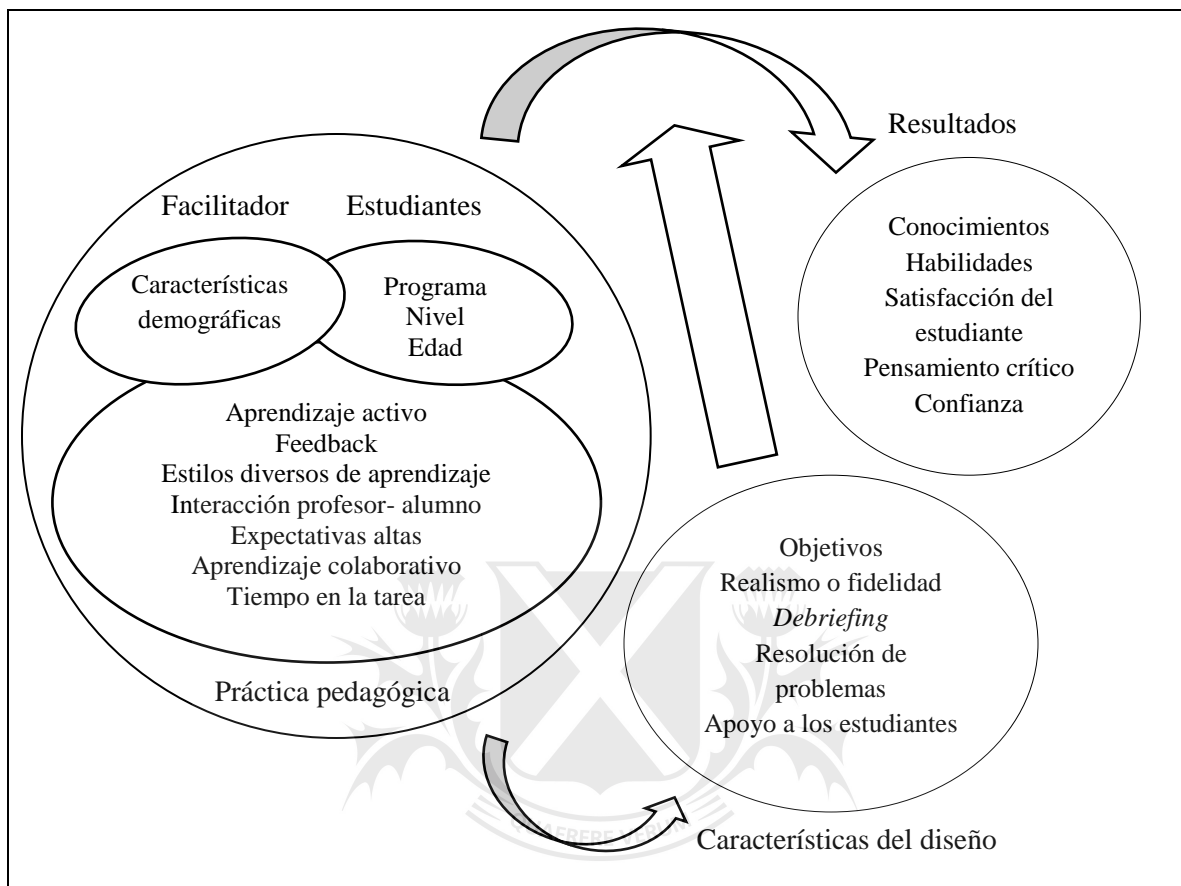 Resultados
Facilitador
Estudiantes
Características
demográficas
Programa
Nivel
Edad
Aprendizaje activo
Feedback
Estilos diversos de aprendizaje
Interacción profesor- alumno
Expectativas altas
Aprendizaje colaborativo
Tiempo en la tarea
Práctica pedagógica
Conocimientos
Habilidades
Satisfacción del
estudiante
Pensamiento crítico
Confianza
Objetivos
Realismo o fidelidad
Debriefing
Resolución de
problemas
Apoyo a los estudiantes
Características del diseño